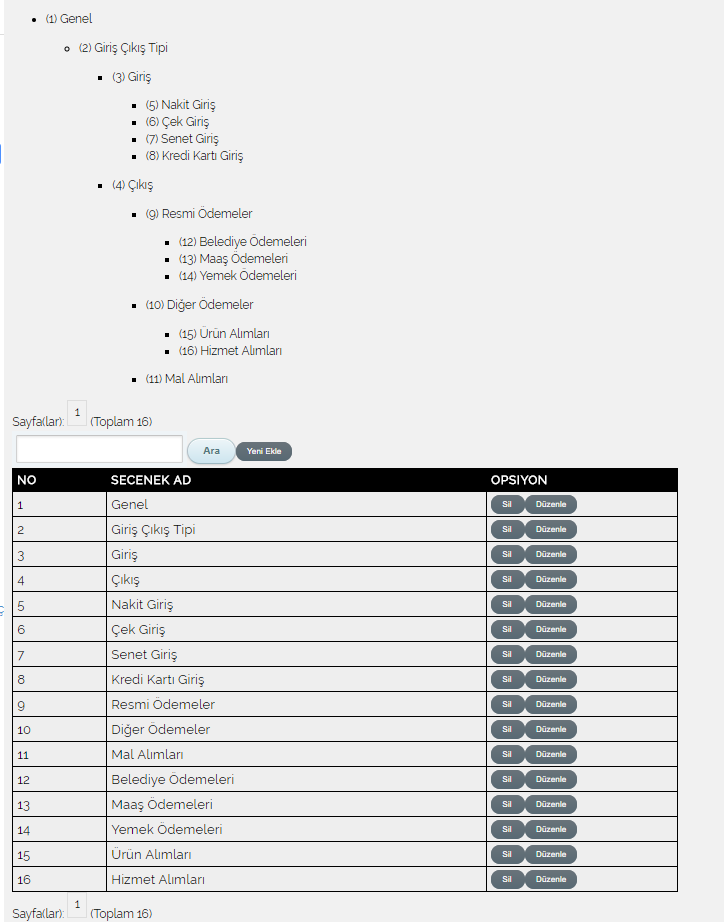 (1) Genel
(2) Giriş Çıkış Tipi
(3) Giriş
(5) Nakit Giriş
(6) Çek Giriş
(7) Senet Giriş
(8) Kredi Kartı Giriş
(4) Çıkış
(9) Resmi Ödemeler
(12) Belediye Ödemeleri
(13) Maaş Ödemeleri
(14) Yemek Ödemeleri
(10) Diğer Ödemeler
(15) Ürün Alımları
(16) Hizmet Alımları
(11) Mal Alımları
Sayfa(lar): 1 (Toplam 16)
Ara Yeni Ekle
NO SECENEK AD OPSIYON
1 Genel Sil Düzenle
2 Giriş Çıkış Tipi Sil Düzenle
3 Giriş Sil Düzenle
4 Çıkış Sil Düzenle
5 Nakit Giriş Sil Düzenle
6 Çek Giriş Sil Düzenle
7 Senet Giriş Sil Düzenle
8 Kredi Kartı Giriş Sil Düzenle
9 Resmi Ödemeler Sil Düzenle
10 Diğer Ödemeler Sil Düzenle
11 Mal Alımları Sil Düzenle
12 Belediye Ödemeleri Sil Düzenle
13 Maaş Ödemeleri Sil Düzenle
14 Yemek Ödemeleri Sil Düzenle
15 Ürün Alımları Sil Düzenle
16 Hizmet Alımları Sil Düzenle
Sayfa(lar): 1 (Toplam 16)